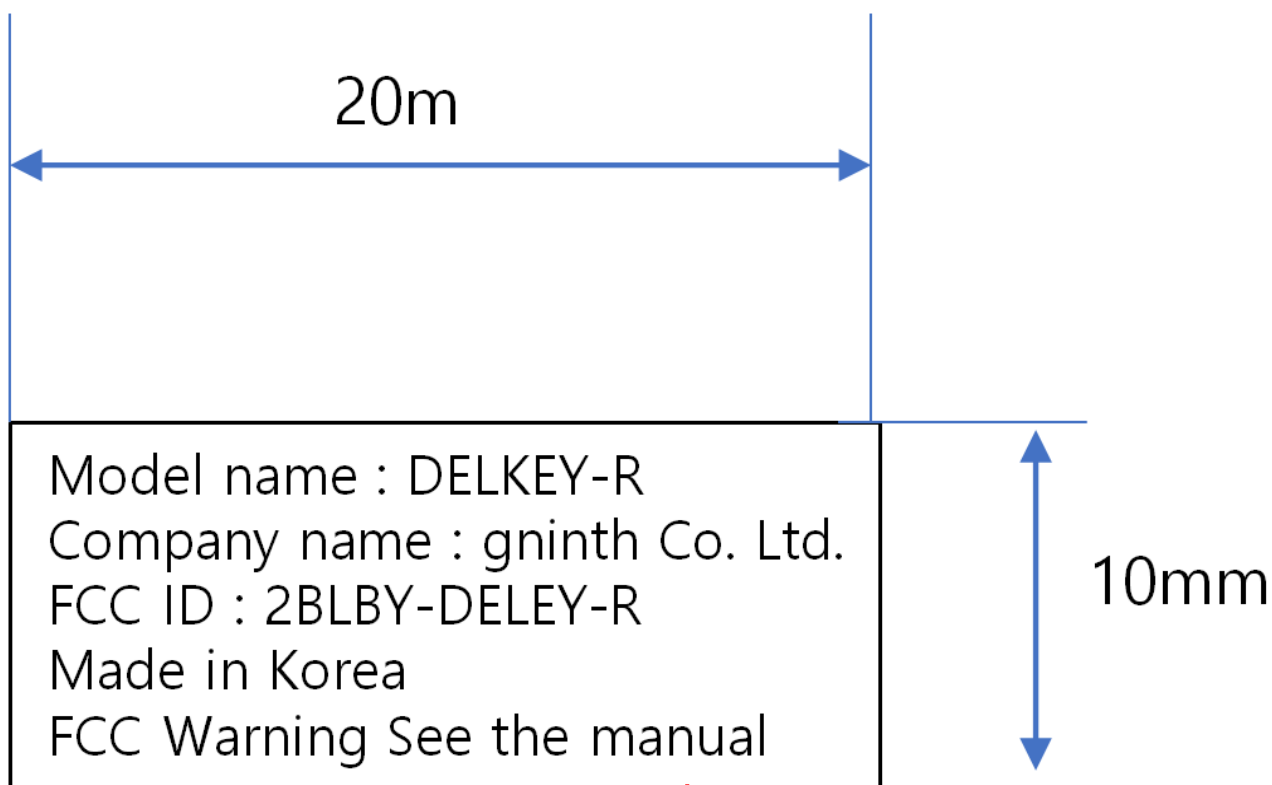 20m
Model name : DELKEY-R
Company name : gninth Co. Ltd.
FCC ID : 2BLBY-DELEY-R
Made in Korea
FCC Warning See the manual
10mm